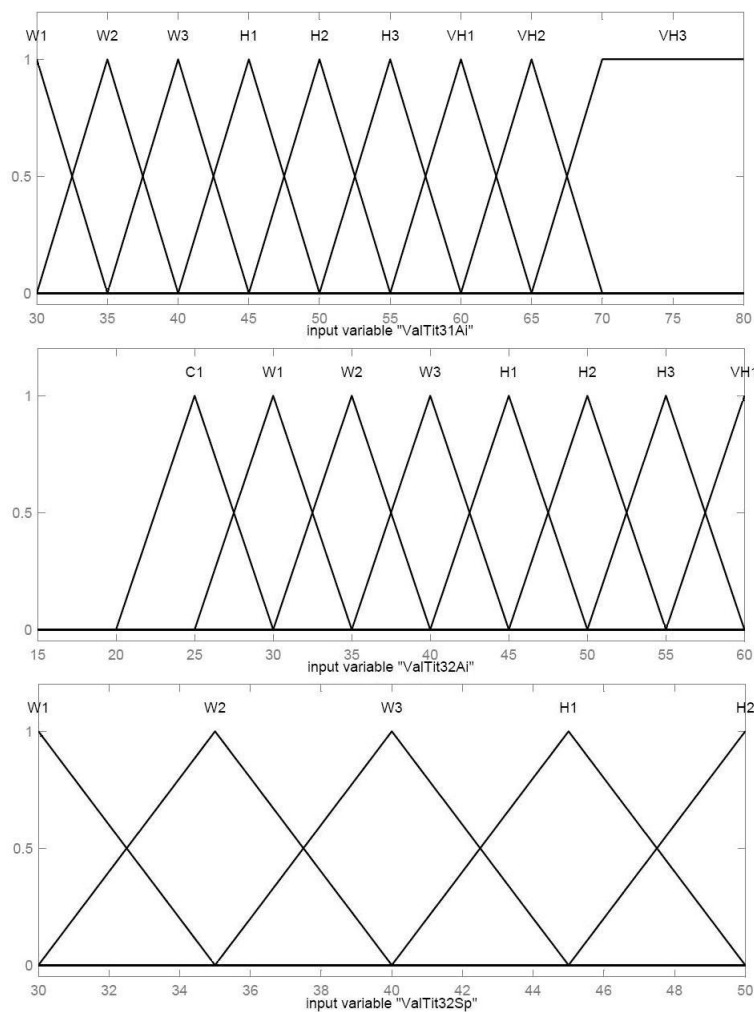 W1 W2 W3 H1 H2 H3 VH1 VH2 VH3
1
0.5
0
30 35 40 45 50 55 60 65 70 75 80
input variable "ValTit31Ai"
C1 W1 W2 W3 H1 H2 H3 VH1
1
0.5
0
15 20 25 30 35 40 45 50 55 60
input variable "ValTit32Ai"
W1 W2 W3 H1 H2
1
0.5
0
30 32 34 36 38 40 42 44 46 48 50
input variable "ValTit32Sp"